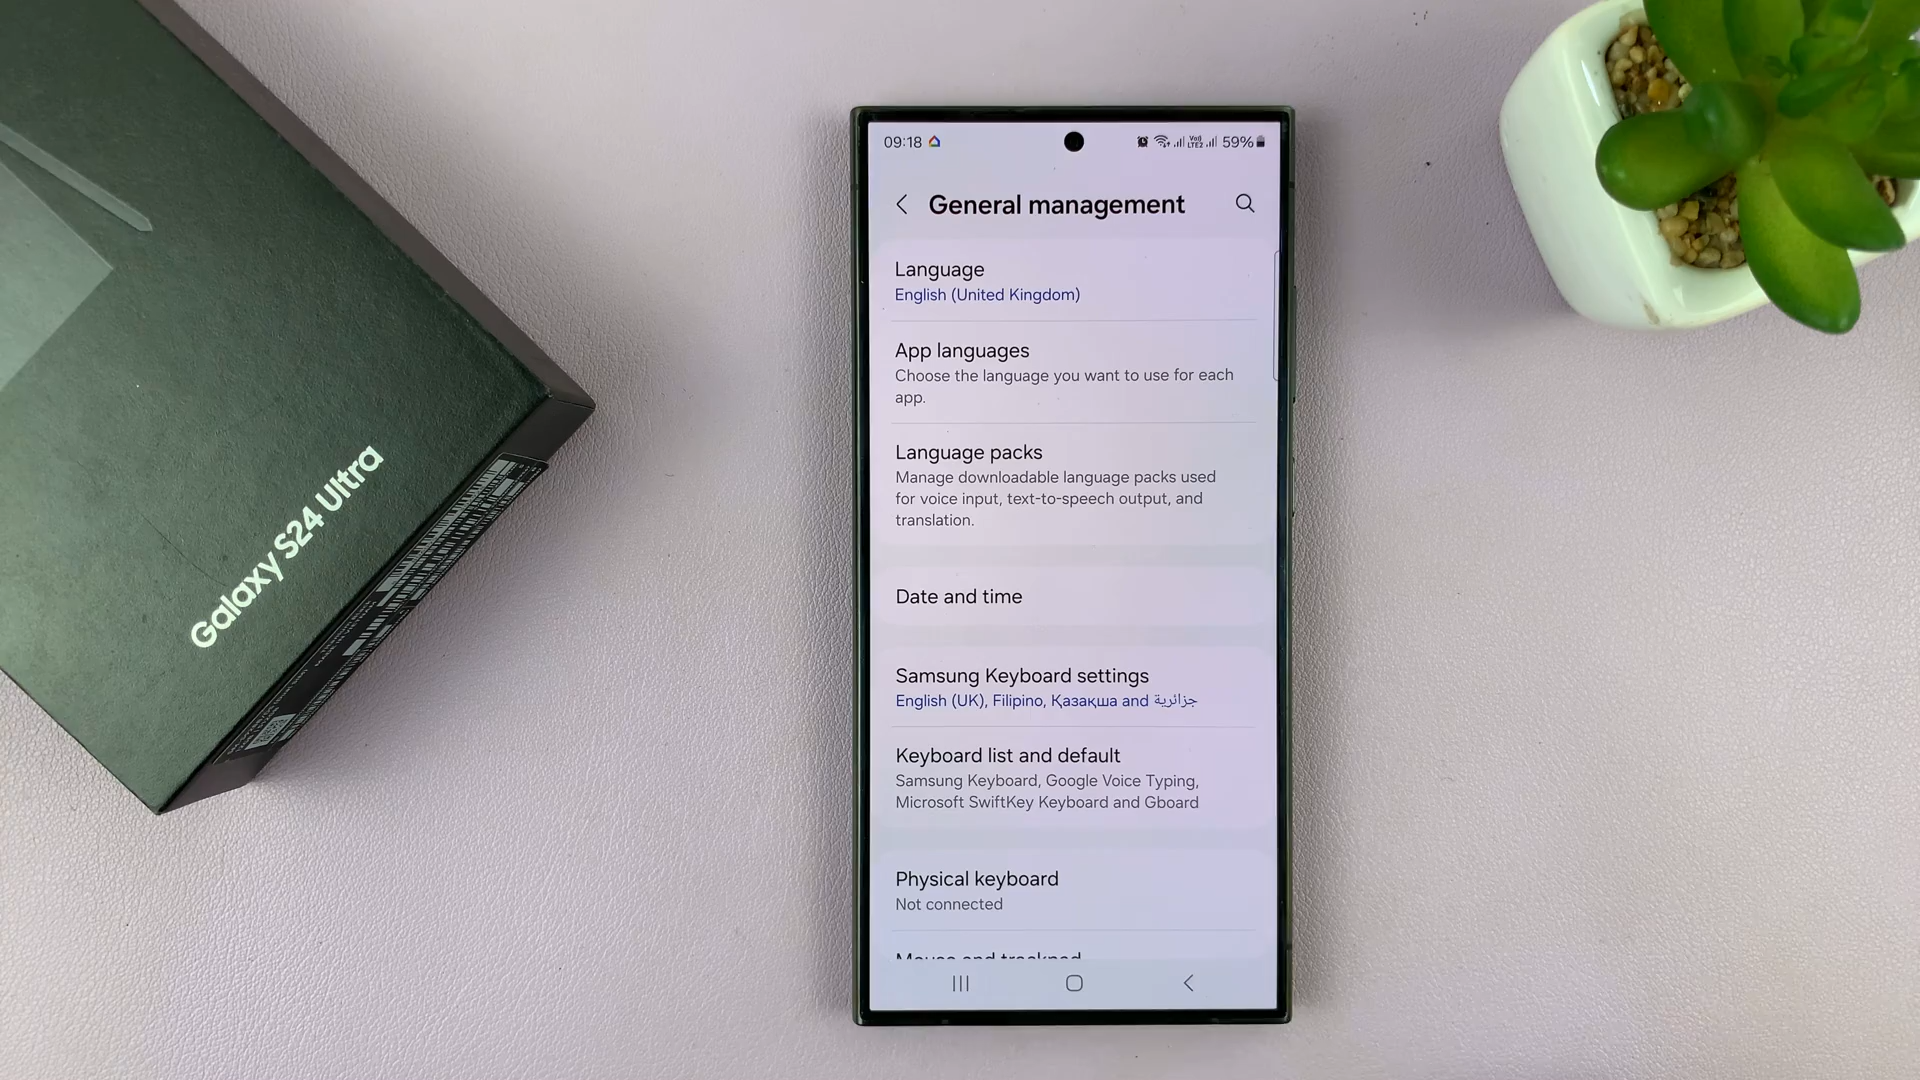 Galaxy S24 Ultra
09:18
59%
General management
Language
English (United Kingdom)
App languages
Choose the language you want to use for each
app.
Language packs
Manage downloadable language packs used
for voice input, text-to-speech output, and
translation.
Date and time
Samsung Keyboard settings
English (UK), Filipino, Қазақша and جزائرية
Keyboard list and default
Samsung Keyboard, Google Voice Typing,
Microsoft SwiftKey Keyboard and Gboard
Physical keyboard
Not connected
Mouse and trackpad